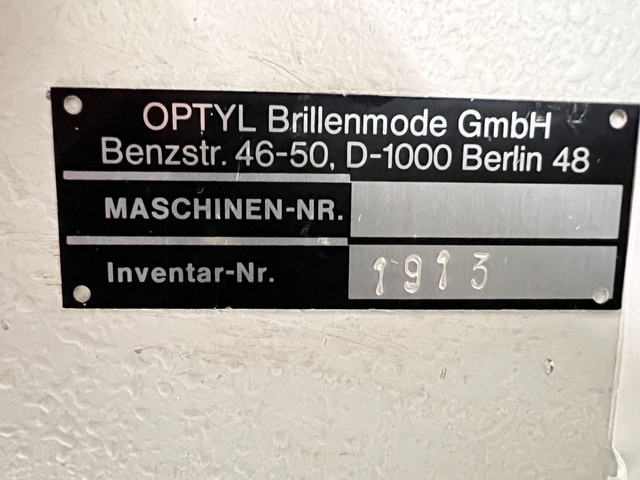 OPTYL Brillenmode GmbH
Benzstr. 46-50, D-1000 Berlin 48
MASCHINEN-NR.
Inventar-Nr. 1913